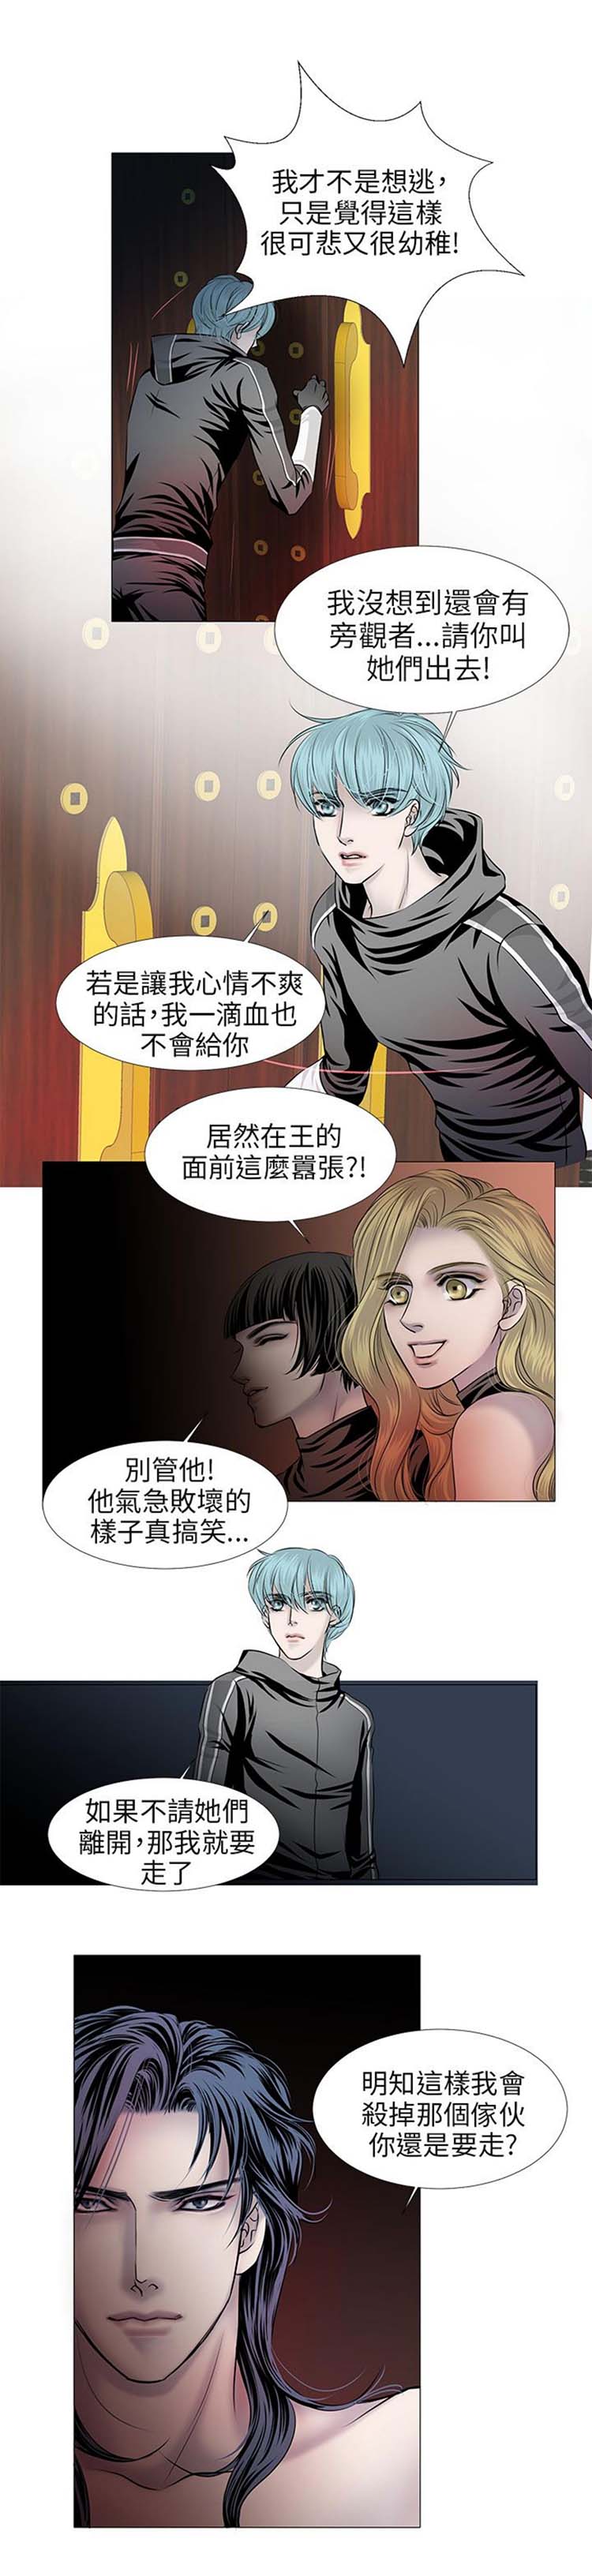 我才不是想逃，
只是覺得這樣
很可悲又很幼稚!
我沒想到還會有
旁觀者...請你叫
她們出去!
若是讓我心情不爽
的話，我一滴血也
不會給你
居然在王的
面前這麼囂張?!
別管他!
他氣急敗壞的
樣子真搞笑...
如果不請她們
離開，那我就要
走了
明知這樣我會
殺掉那個傢伙
你還是要走?